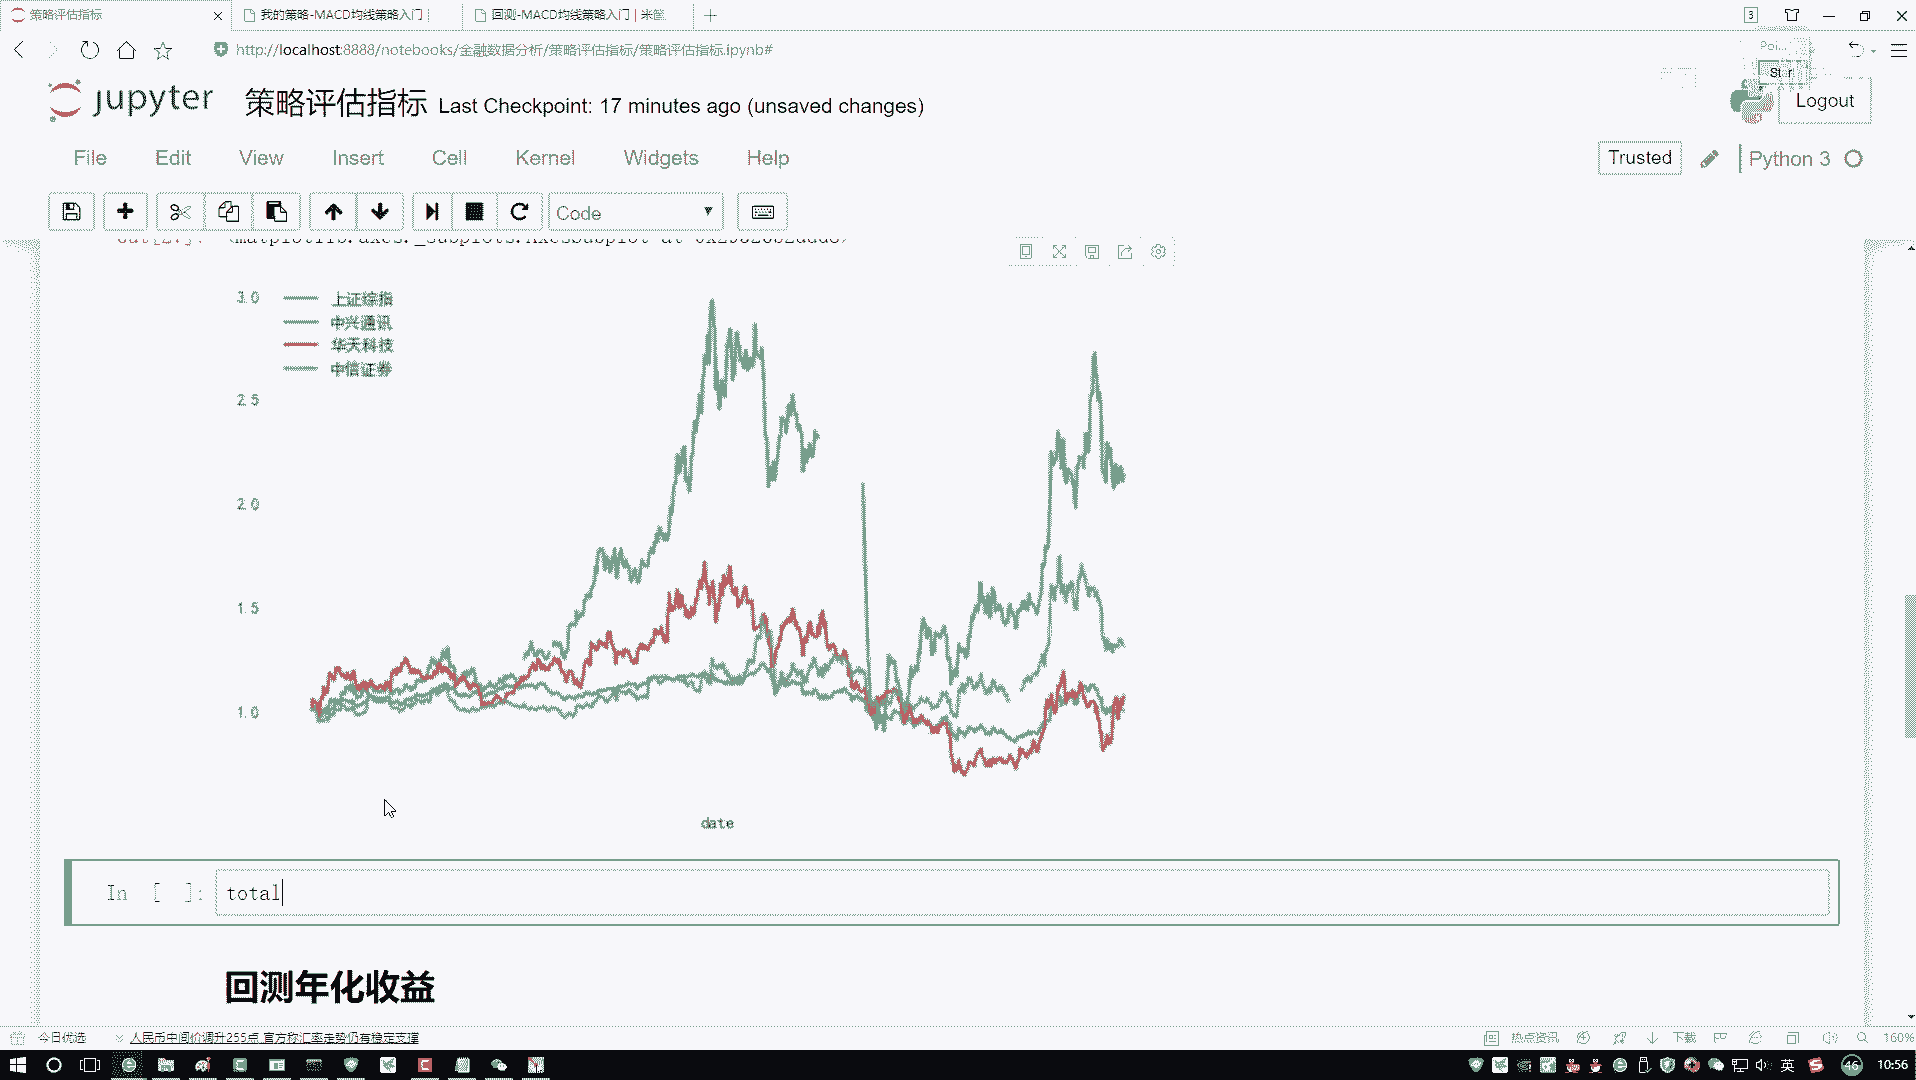 策略评估指标
我的策略-MACD均线策略入门
回测-MACD均线策略入门 | 米筐
3
http://localhost:8888/notebooks/金融数据分析/策略评估指标/策略评估指标.ipynb#
jupyter
策略评估指标 Last Checkpoint: 17 minutes ago (unsaved changes)
Logout
File Edit View Insert Cell Kernel Widgets Help
Trusted
Python 3
Code
3.0
上证综指
中兴通讯
华天科技
中信证券
2.5
2.0
1.5
1.0
date
In [ ]: total
回测年化收益
今日优选
人民币中间价调升255点 官方称汇率走势仍有稳定支撑
热点资讯
下载
160%
英
46
10:56